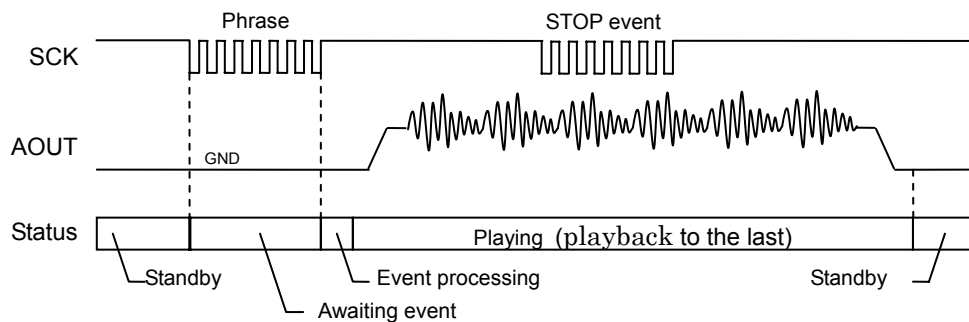 Phrase
STOP event
SCK
AOUT
GND
Status
Playing (playback to the last)
Standby
Event processing
Standby
Awaiting event